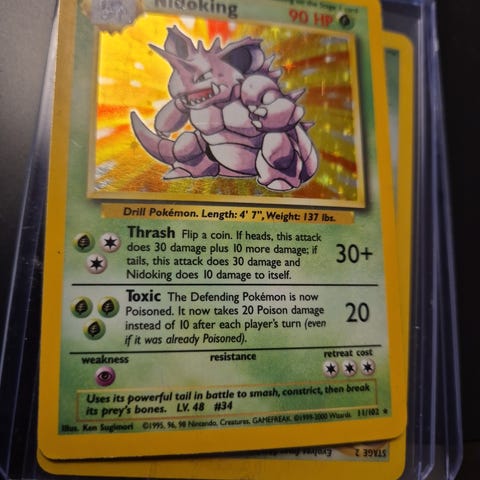 Nidoking
90 HP
Drill Pokémon. Length: 4' 7", Weight: 137 lbs.
Thrash Flip a coin. If heads, this attack
does 30 damage plus 10 more damage; if
tails, this attack does 30 damage and
Nidoking does 10 damage to itself.
30+
Toxic The Defending Pokémon is now
Poisoned. It now takes 20 Poison damage
instead of 10 after each player's turn (even
if it was already Poisoned).
20
weakness resistance retreat cost
Uses its powerful tail in battle to smash, constrict, then break
its prey's bones. LV. 48 #34
Illus. Ken Sugimori ©1995, 96, 98 Nintendo, Creatures, GAMEFREAK. ©1999-2000 Wizards. 11/102 ★
STAGE 2